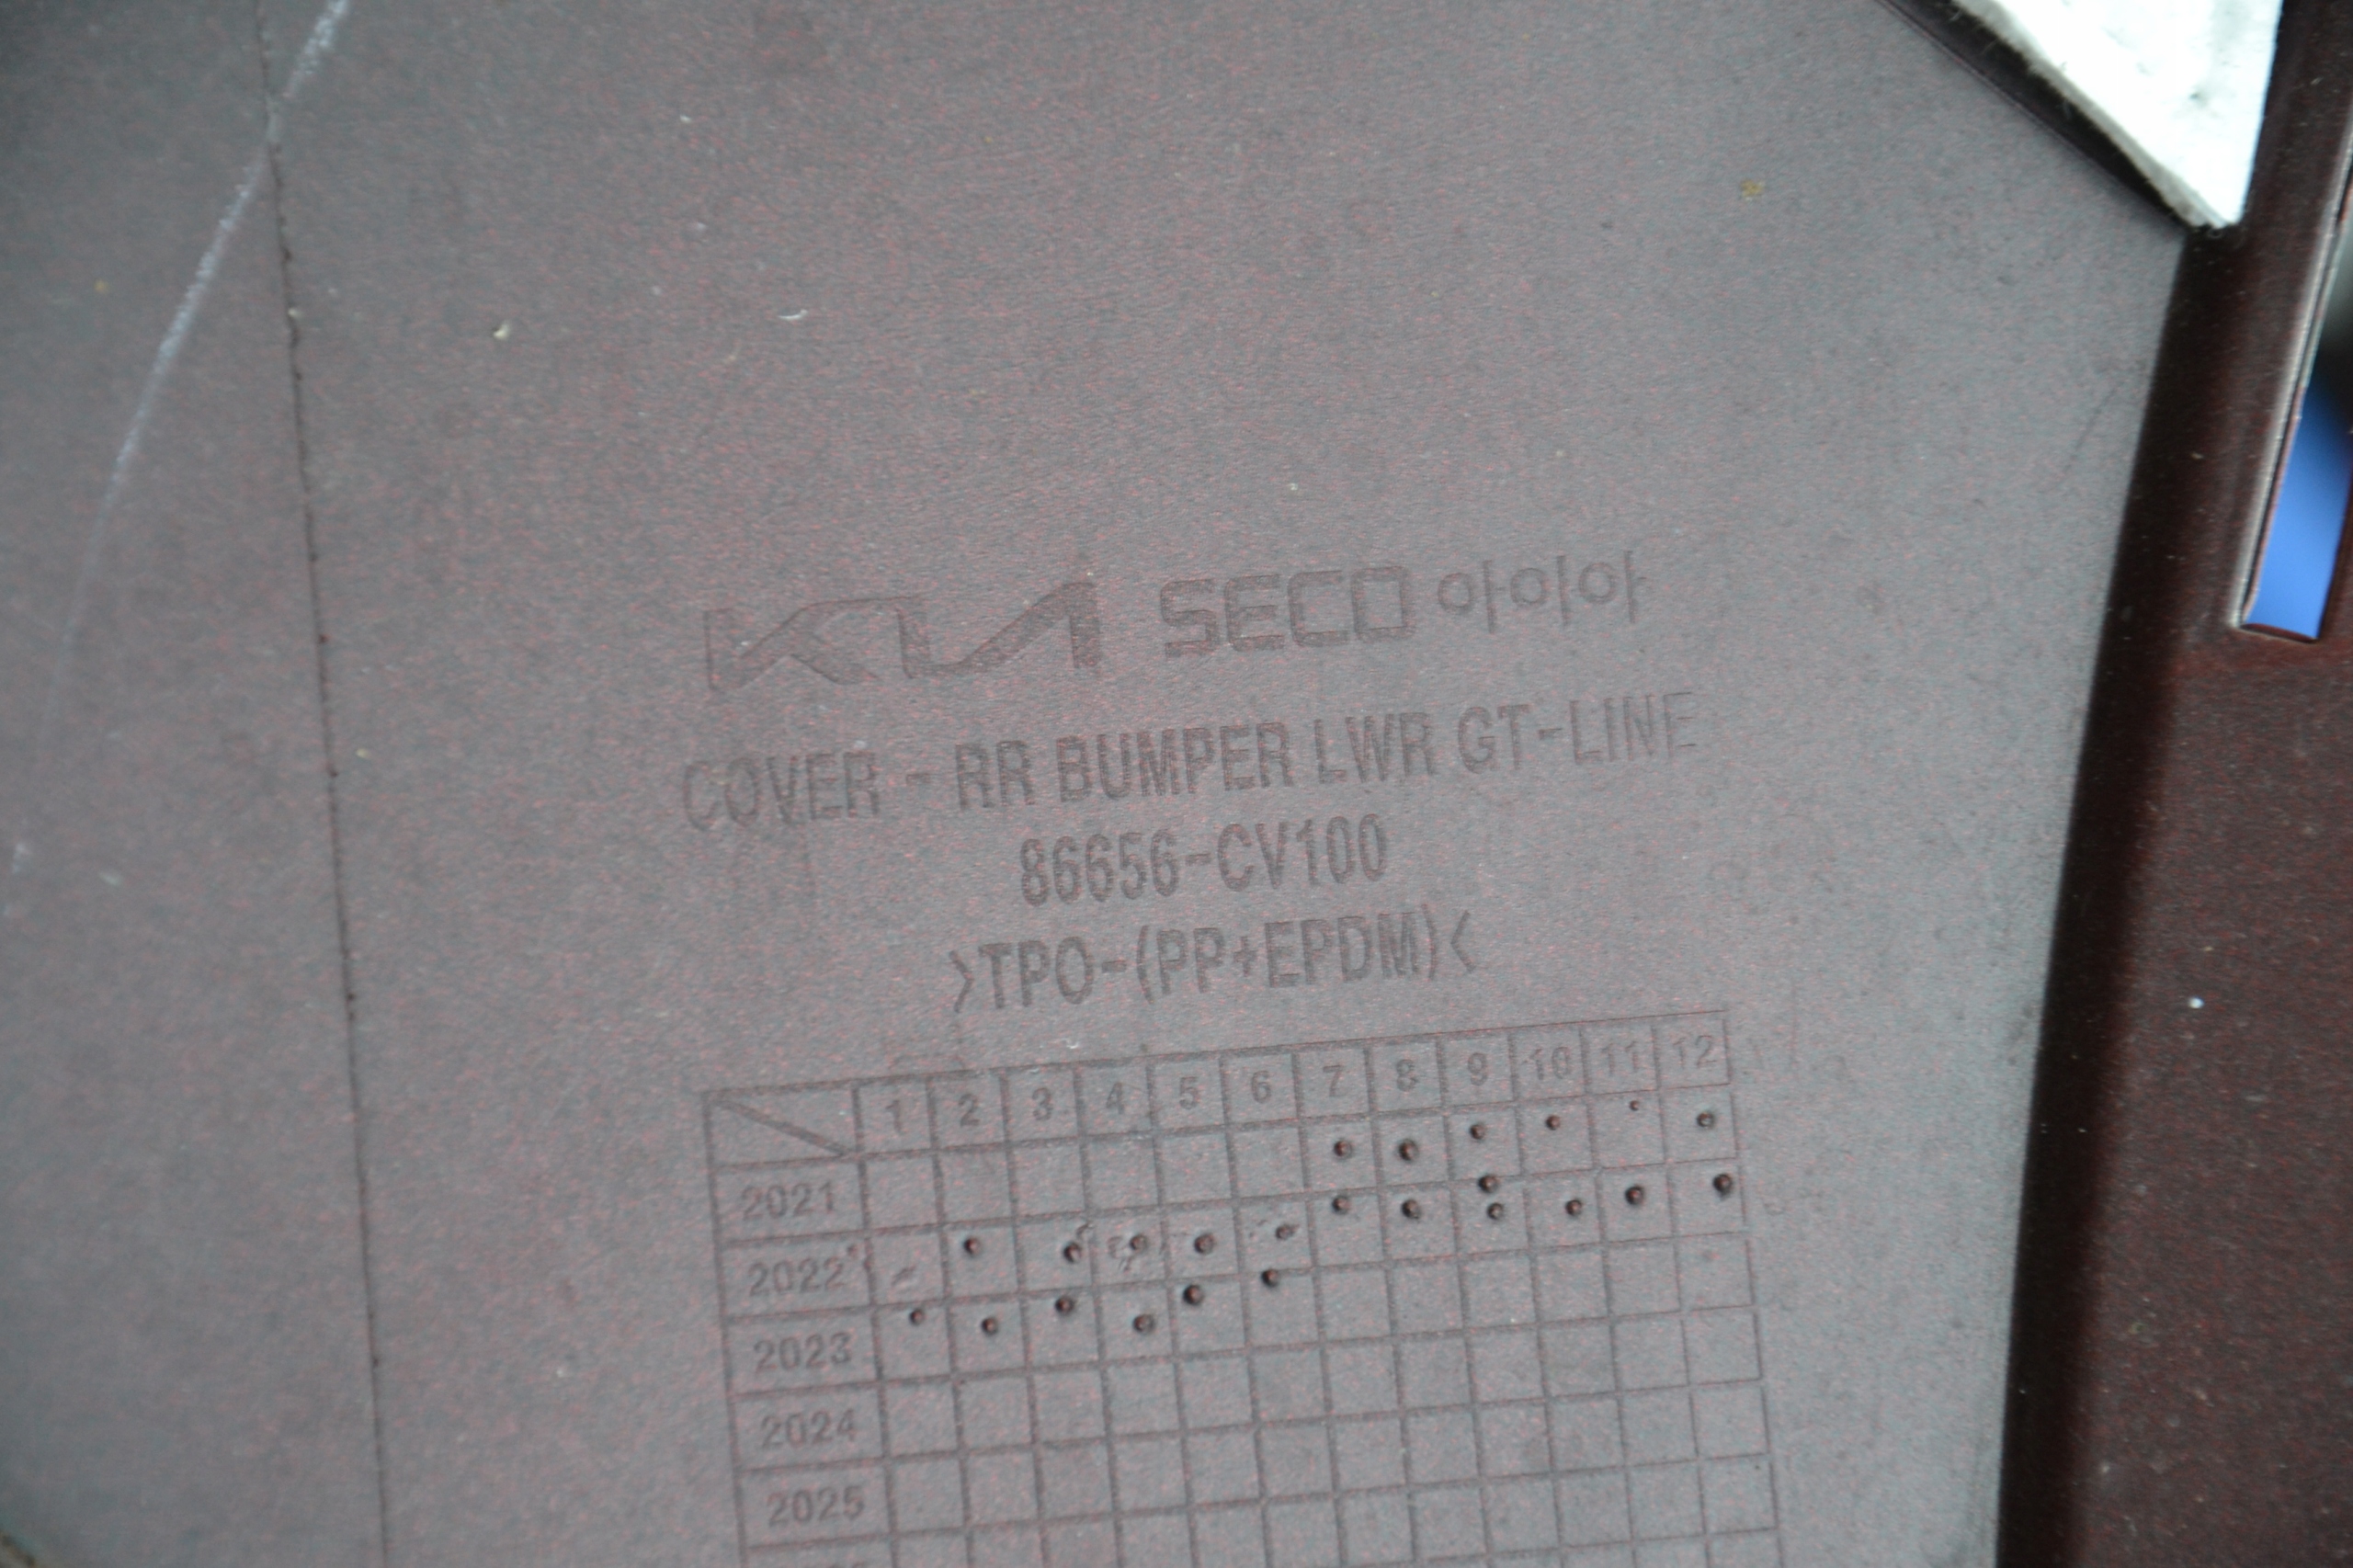 KIA SECO 아이아
COVER - RR BUMPER LWR GT-LINE
86656-CV100
>TPO-(PP+EPDM)<
1 2 3 4 5 6 7 8 9 10 11 12
2021
2022
2023
2024
2025